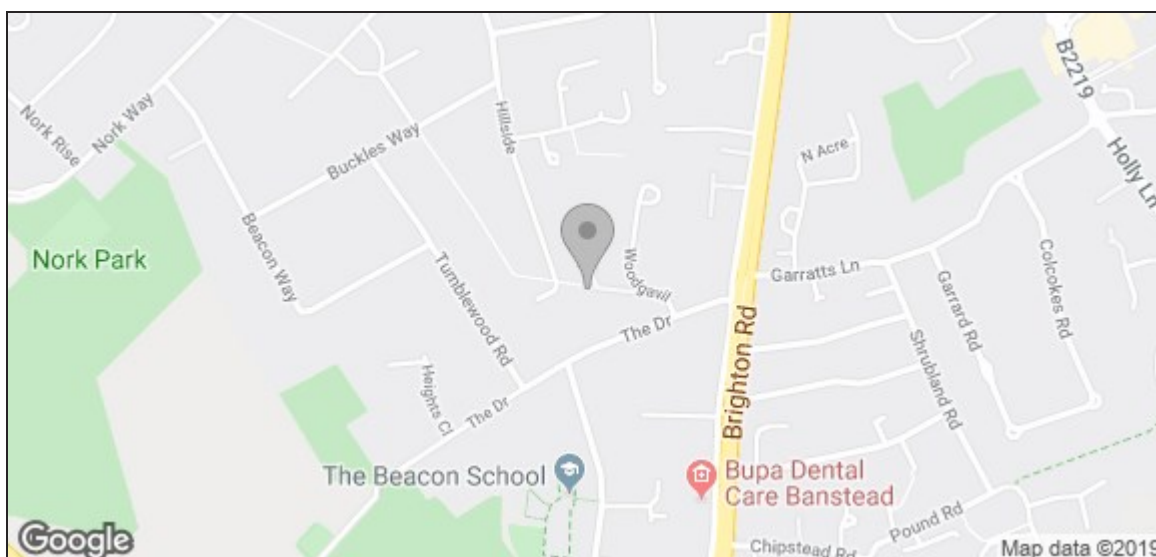 B2219
Nork Rise
Nork Way
Hillside
Buckles Way
N Acre
Holly Ln
Nork Park
Beacon Way
Tumblewood Rd
Woodgavil
Garratts Ln
Colcokes Rd
Garrard Rd
The Dr
Brighton Rd
Shrubland Rd
Heights Cl
The Dr
The Beacon School
Bupa Dental
Care Banstead
Pound Rd
Google
Chipstead Rd
Map data ©2019